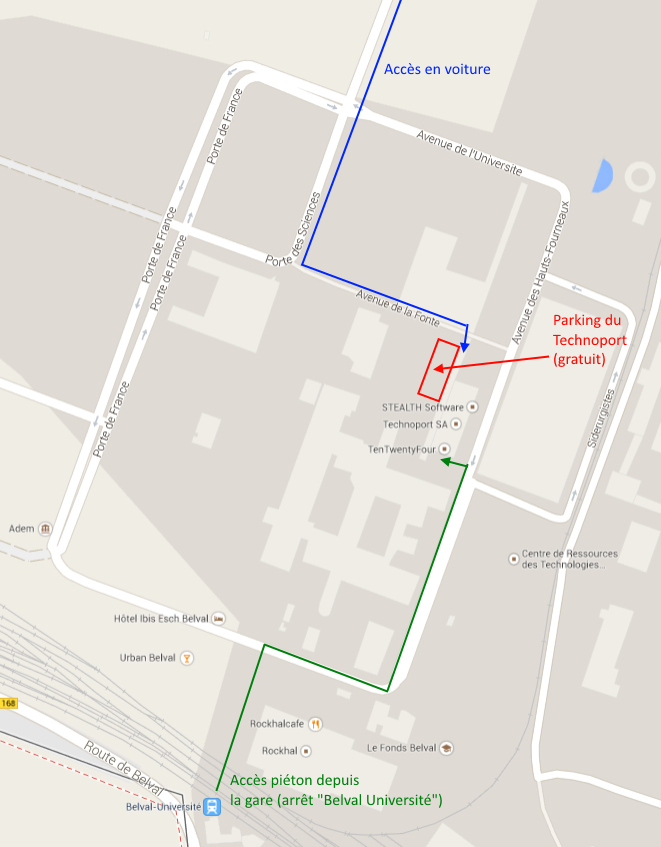 Accès en voiture
Porte de France
Avenue de l'Université
Porte de France
Porte de France
Porte des Sciences
Avenue des Hauts-Fourneaux
Avenue de la Fonte
Parking du
Technoport
(gratuit)
Porte de France
STEALTH Software
Technoport SA
TenTwentyFour
Siderurgistes
Adem
Centre de Ressources
des Technologies...
Hôtel Ibis Esch Belval
Urban Belval
168
Rockhalcafe
Rockhal
Le Fonds Belval
Route de Belval
Accès piéton depuis
la gare (arrêt "Belval Université")
Belval-Université